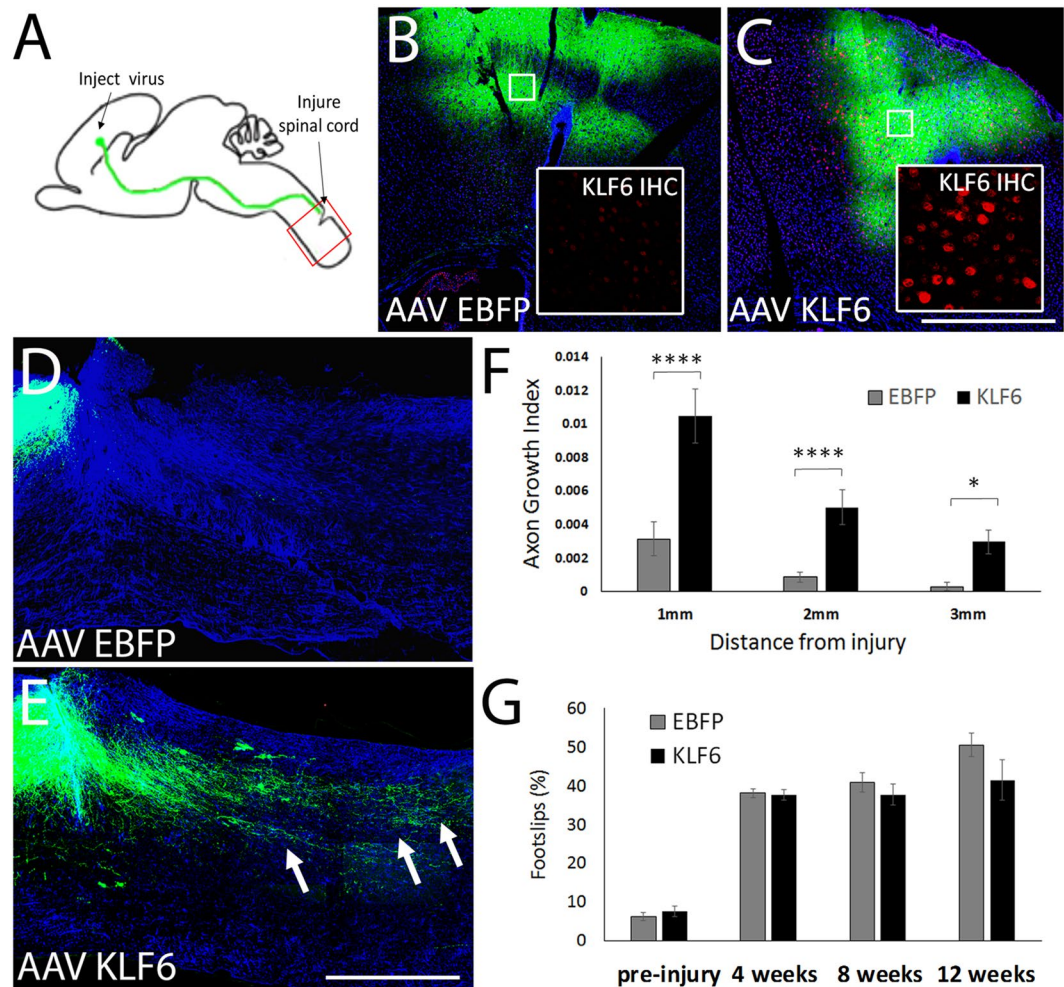 A
Inject virus
Injure
spinal cord
B
KLF6 IHC
AAV EBFP
C
KLF6 IHC
AAV KLF6
D
AAV EBFP
E
AAV KLF6
F
Axon Growth Index
0.014
0.012
0.01
0.008
0.006
0.004
0.002
0
****
****
*
EBFP
KLF6
1mm
2mm
3mm
Distance from injury
G
Footslips (%)
60
50
40
30
20
10
0
EBFP
KLF6
pre-injury
4 weeks
8 weeks
12 weeks